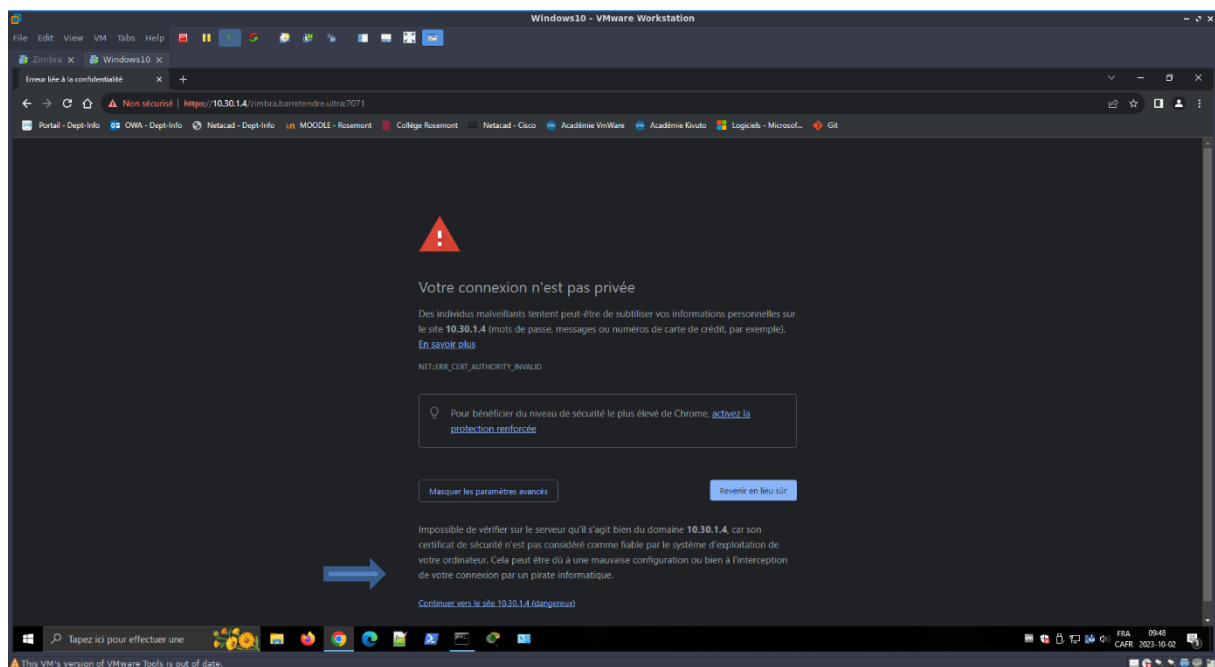 Windows10 - VMware Workstation
File Edit View VM Tabs Help
Zimbra Windows10
Erreur liée à la confidentialité
Non sécurisé | https://10.30.1.4/zimbra.barretendre.ultra:7071
Portail - Dept-Info OWA - Dept-Info Netacad - Dept-Info MOODLE - Rosemont Collège Rosemont Netacad - Cisco Académie VmWare Académie Kivuto Logiciels - Microsof... Git
Votre connexion n'est pas privée
Des individus malveillants tentent peut-être de subtiliser vos informations personnelles sur
le site 10.30.1.4 (mots de passe, messages ou numéros de carte de crédit, par exemple).
En savoir plus
NET::ERR_CERT_AUTHORITY_INVALID
Pour bénéficier du niveau de sécurité le plus élevé de Chrome, activez la
protection renforcée
Masquer les paramètres avancés Revenir en lieu sûr
Impossible de vérifier sur le serveur qu'il s'agit bien du domaine 10.30.1.4, car son
certificat de sécurité n'est pas considéré comme fiable par le système d'exploitation de
votre ordinateur. Cela peut être dû à une mauvaise configuration ou bien à l'interception
de votre connexion par un pirate informatique.
Continuer vers le site 10.30.1.4 (dangereux)
Tapez ici pour effectuer une
FRA 09:48
CAFR 2023-10-02
This VM's version of VMware Tools is out of date.